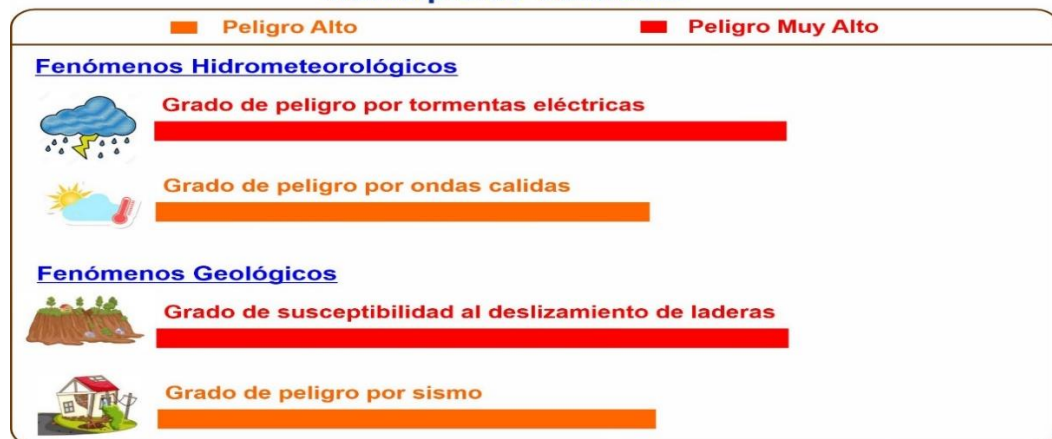 Peligro Alto Peligro Muy Alto
Fenómenos Hidrometeorológicos
Grado de peligro por tormentas eléctricas
Grado de peligro por ondas calidas
Fenómenos Geológicos
Grado de susceptibilidad al deslizamiento de laderas
Grado de peligro por sismo